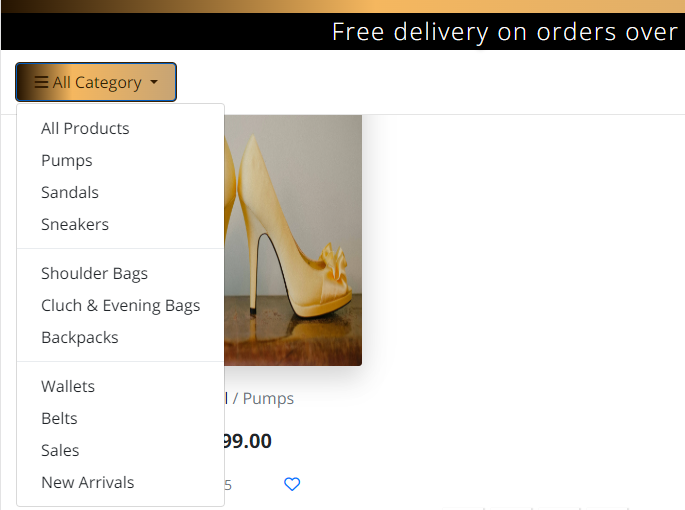 Free delivery on orders over
All Category
All Products
Pumps
Sandals
Sneakers
Shoulder Bags
Cluch & Evening Bags
Backpacks
Wallets
Belts
Sales
New Arrivals
/ Pumps
99.00
5